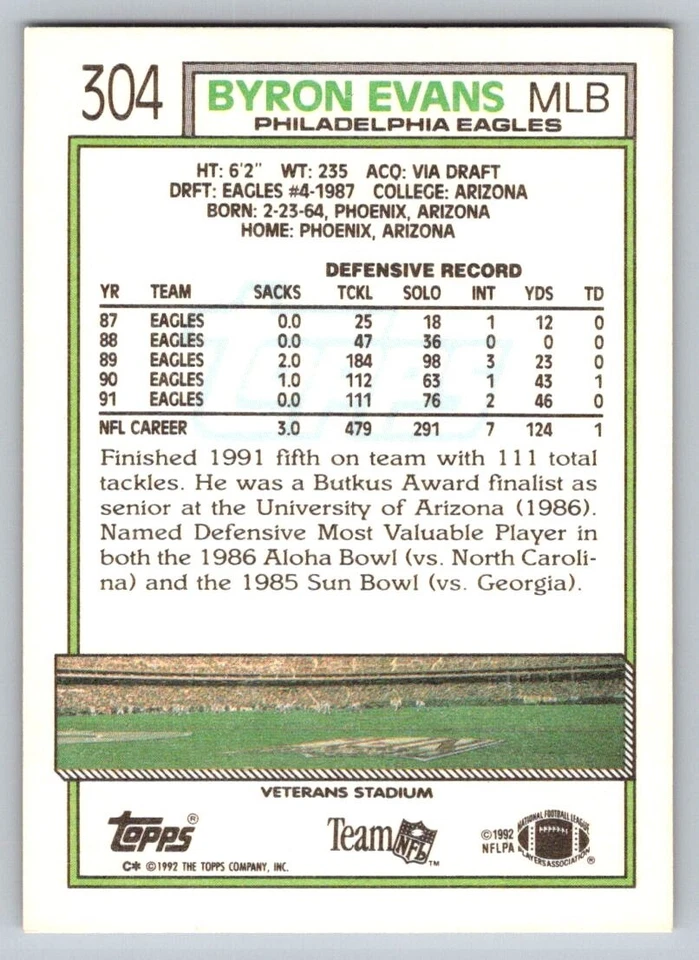 304 BYRON EVANS MLB
PHILADELPHIA EAGLES
HT: 6'2" WT: 235 ACQ: VIA DRAFT
DRFT: EAGLES #4-1987 COLLEGE: ARIZONA
BORN: 2-23-64, PHOENIX, ARIZONA
HOME: PHOENIX, ARIZONA
DEFENSIVE RECORD
YR TEAM SACKS TCKL SOLO INT YDS TD
87 EAGLES 0.0 25 18 1 12 0
88 EAGLES 0.0 47 36 0 0 0
89 EAGLES 2.0 184 98 3 23 0
90 EAGLES 1.0 112 63 1 43 1
91 EAGLES 0.0 111 76 2 46 0
NFL CAREER 3.0 479 291 7 124 1
Finished 1991 fifth on team with 111 total
tackles. He was a Butkus Award finalist as
senior at the University of Arizona (1986).
Named Defensive Most Valuable Player in
both the 1986 Aloha Bowl (vs. North Caroli-
na) and the 1985 Sun Bowl (vs. Georgia).
VETERANS STADIUM
TOPPS®
Team NFL™
©1992
NFLPA
NATIONAL FOOTBALL LEAGUE
PLAYERS ASSOCIATION ®
C* ©1992 THE TOPPS COMPANY, INC.